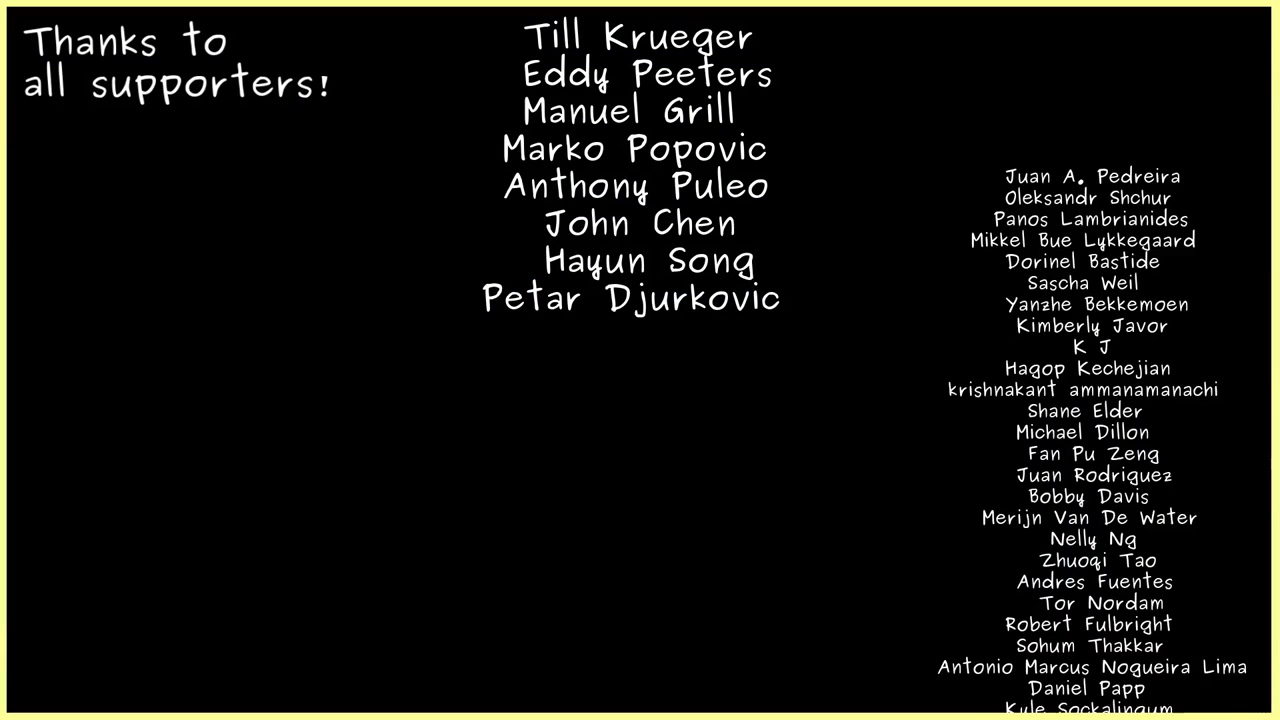 Thanks to
all supporters!
Till Krueger
Eddy Peeters
Manuel Grill
Marko Popovic
Anthony Puleo
John Chen
Hayun Song
Petar Djurkovic
Juan A. Pedreira
Oleksandr Shchur
Panos Lambrianides
Mikkel Bue Lykkegaard
Dorinel Bastide
Sascha Weil
Yanzhe Bekkemoen
Kimberly Javor
K J
Hagop Kechejian
krishnakant ammanamanachi
Shane Elder
Michael Dillon
Fan Pu Zeng
Juan Rodriguez
Bobby Davis
Merijn Van De Water
Nelly Ng
Zhuoqi Tao
Andres Fuentes
Tor Nordam
Robert Fulbright
Sohum Thakkar
Antonio Marcus Nogueira Lima
Daniel Papp
Kyle Sockalingum